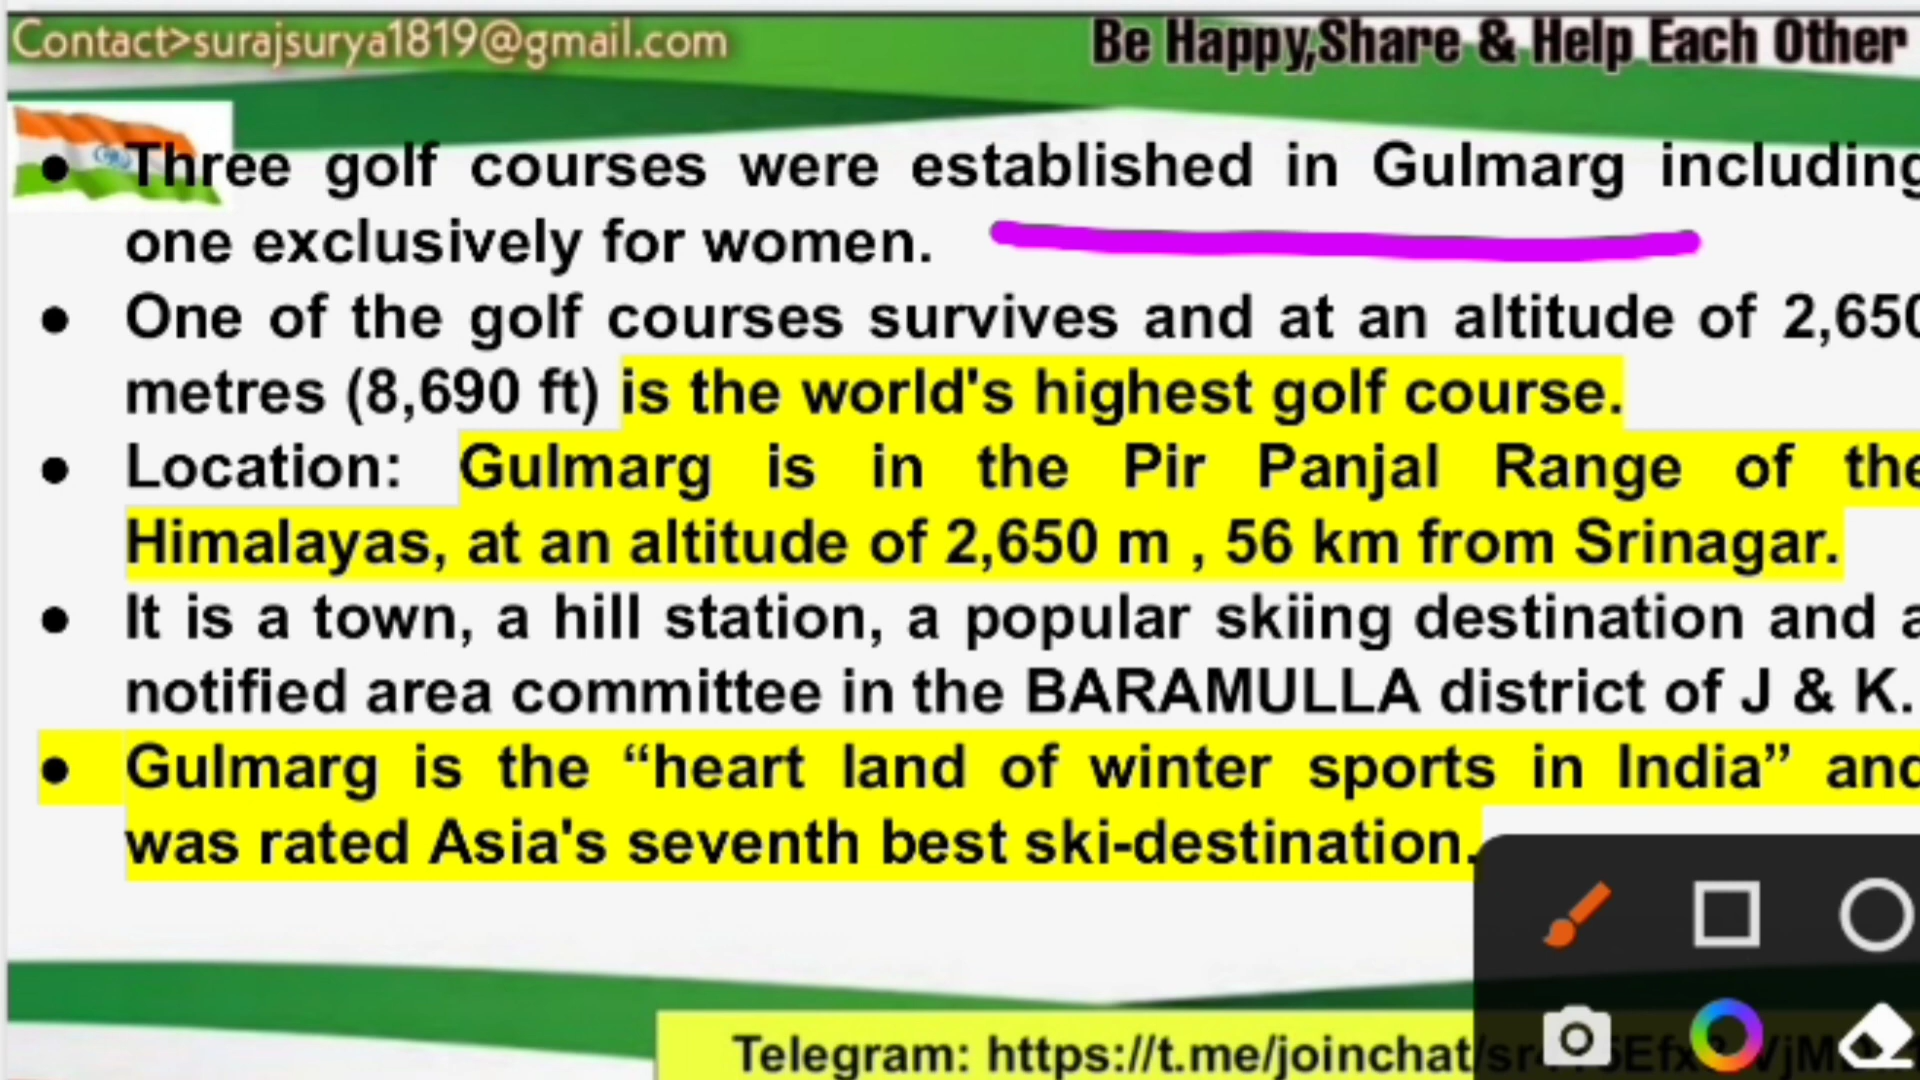 Contact>surajsurya1819@gmail.com
Be Happy,Share & Help Each Other
● Three golf courses were established in Gulmarg including
one exclusively for women.
● One of the golf courses survives and at an altitude of 2,650
metres (8,690 ft) is the world's highest golf course.
● Location: Gulmarg is in the Pir Panjal Range of the
Himalayas, at an altitude of 2,650 m , 56 km from Srinagar.
● It is a town, a hill station, a popular skiing destination and a
notified area committee in the BARAMULLA district of J & K.
● Gulmarg is the “heart land of winter sports in India” and
was rated Asia's seventh best ski-destination.
Telegram: https://t.me/joinchat/